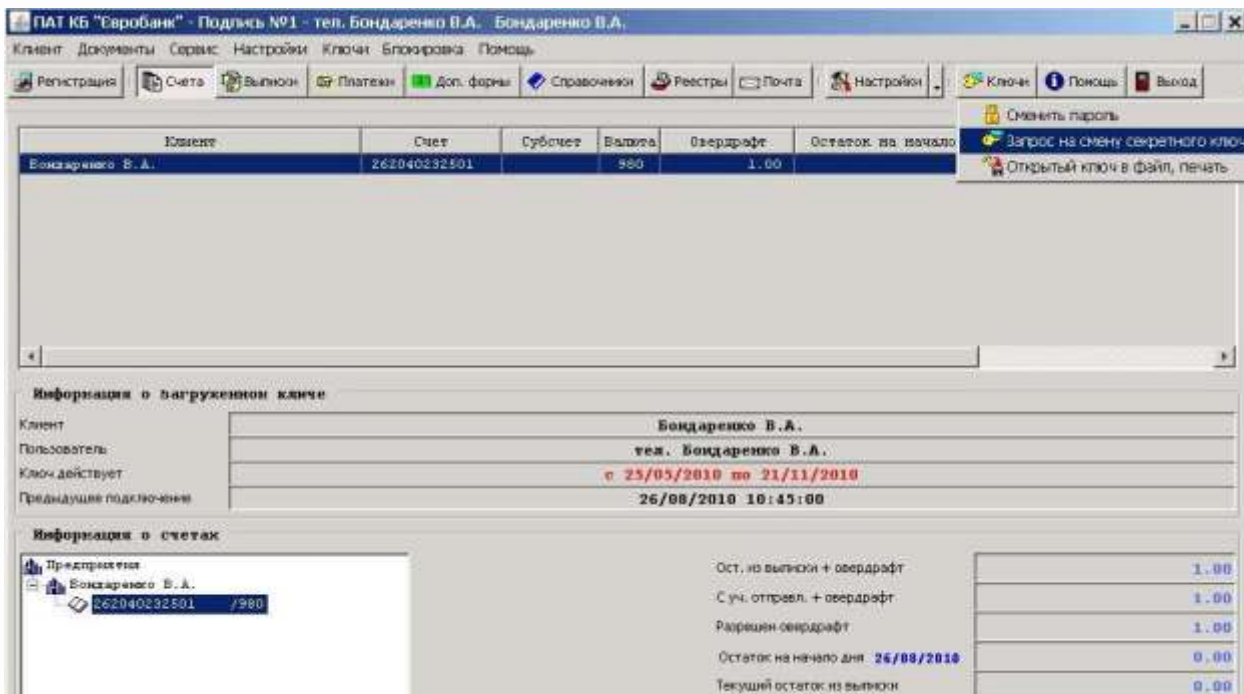 ПАТ КБ "Євробанк" - Подпись №1 - тел. Бондаренко В.А. Бондаренко В.А.
Клиент Документы Сервис Настройки Ключи Блокировка Помощь
Регистрация Счета Выписки Платежи Доп. формы Справочники Реестры Почта Настройки Ключи Помощь Выход
Сменить пароль
Запрос на смену секретного ключ
Открытый ключ в файл, печать
Клиент Счет Субсчет Валюта Овердрафт Остаток на начало
Бондаренко В.А. 262040232501 980 1.00
Информация о загруженном ключе
Клиент Бондаренко В.А.
Пользователь тел. Бондаренко В.А.
Ключ действует с 25/05/2010 по 21/11/2010
Предыдущее подключение 26/08/2010 10:45:00
Информация о счетах
Предприятия
Бондаренко В.А.
262040232501 /980
Ост. из выписки + овердрафт 1.00
С уч. отправл. + овердрафт 1.00
Разрешен овердрафт 1.00
Остаток на начало дня 26/08/2010 0.00
Текущий остаток из выписки 0.00